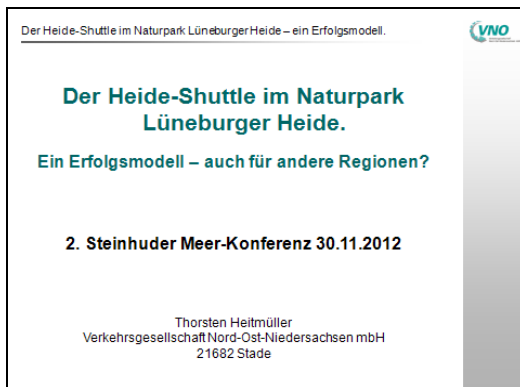 Der Heide-Shuttle im Naturpark Lüneburger Heide – ein Erfolgsmodell.
VNO
Der Heide-Shuttle im Naturpark
Lüneburger Heide.
Ein Erfolgsmodell – auch für andere Regionen?
2. Steinhuder Meer-Konferenz 30.11.2012
Thorsten Heitmüller
Verkehrsgesellschaft Nord-Ost-Niedersachsen mbH
21682 Stade